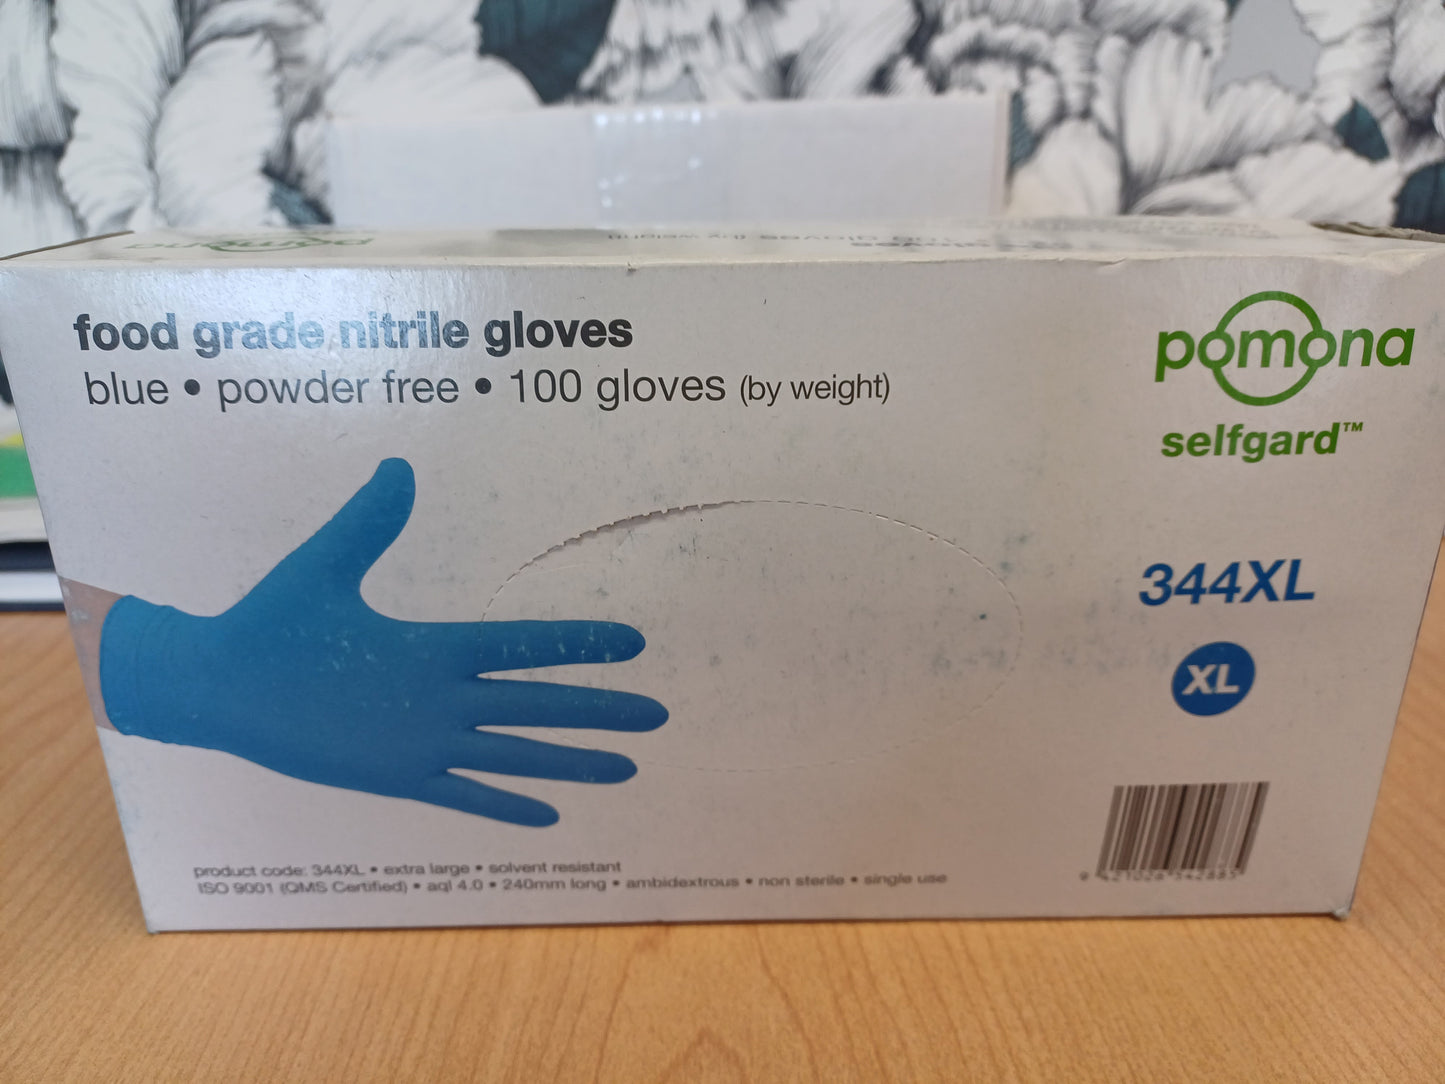 pomona
food grade nitrile gloves
blue • powder free • 100 gloves (by weight)
pomona
selfgard™
344XL
XL
product code: 344XL • extra large • solvent resistant
ISO 9001 (QMS Certified) • aql 4.0 • 240mm long • ambidextrous • non sterile • single use